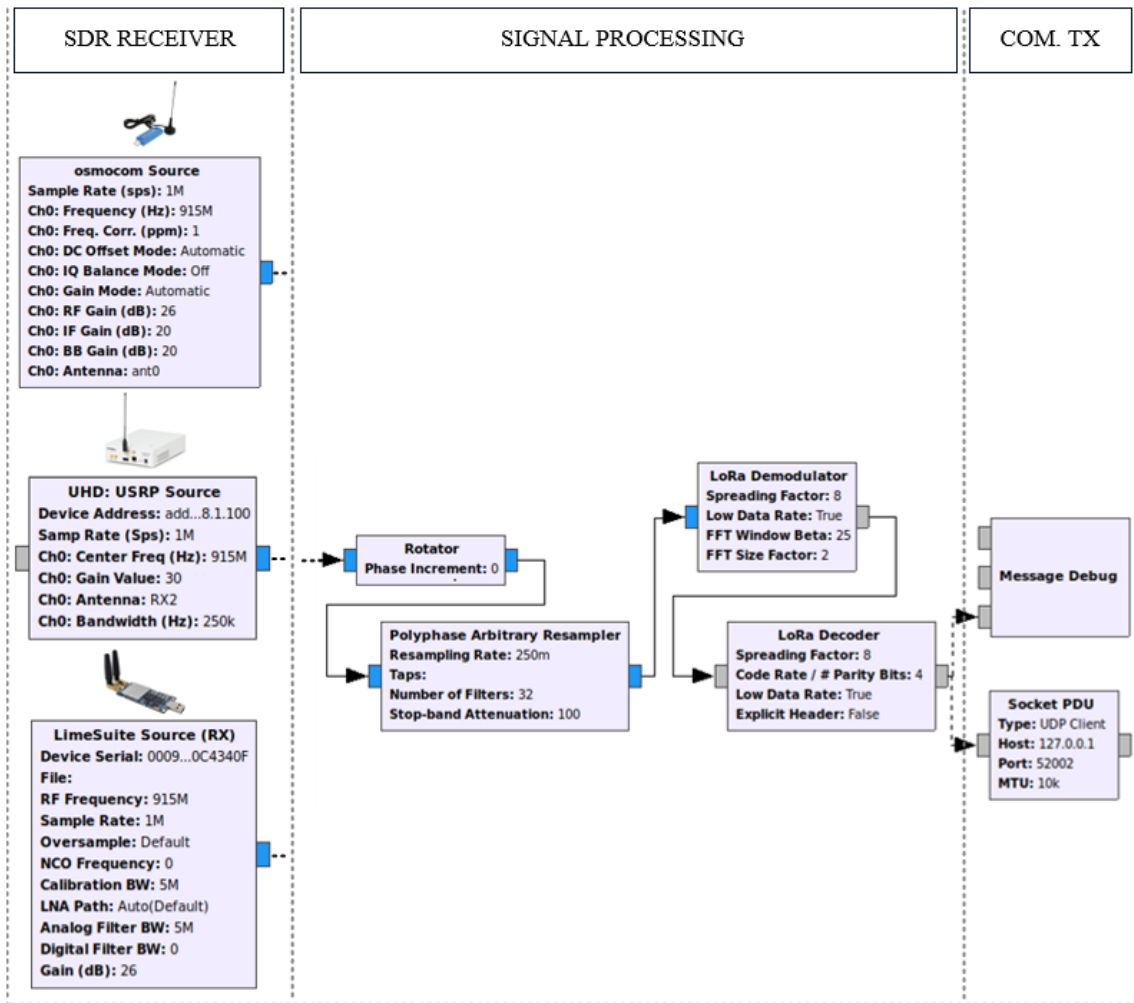 SDR RECEIVER
SIGNAL PROCESSING
COM. TX
osmocom Source
Sample Rate (sps): 1M
Ch0: Frequency (Hz): 915M
Ch0: Freq. Corr. (ppm): 1
Ch0: DC Offset Mode: Automatic
Ch0: IQ Balance Mode: Off
Ch0: Gain Mode: Automatic
Ch0: RF Gain (dB): 26
Ch0: IF Gain (dB): 20
Ch0: BB Gain (dB): 20
Ch0: Antenna: ant0
UHD: USRP Source
Device Address: add...8.1.100
Samp Rate (Sps): 1M
Ch0: Center Freq (Hz): 915M
Ch0: Gain Value: 30
Ch0: Antenna: RX2
Ch0: Bandwidth (Hz): 250k
LimeSuite Source (RX)
Device Serial: 0009...0C4340F
File:
RF Frequency: 915M
Sample Rate: 1M
Oversample: Default
NCO Frequency: 0
Calibration BW: 5M
LNA Path: Auto(Default)
Analog Filter BW: 5M
Digital Filter BW: 0
Gain (dB): 26
Rotator
Phase Increment: 0
Polyphase Arbitrary Resampler
Resampling Rate: 250m
Taps:
Number of Filters: 32
Stop-band Attenuation: 100
LoRa Demodulator
Spreading Factor: 8
Low Data Rate: True
FFT Window Beta: 25
FFT Size Factor: 2
LoRa Decoder
Spreading Factor: 8
Code Rate / # Parity Bits: 4
Low Data Rate: True
Explicit Header: False
Message Debug
Socket PDU
Type: UDP Client
Host: 127.0.0.1
Port: 52002
MTU: 10k